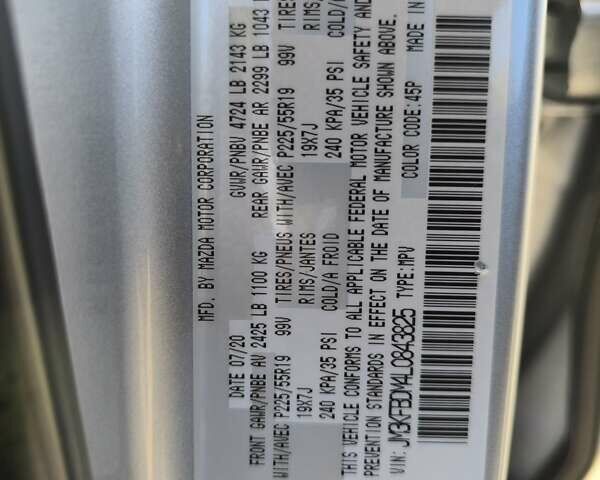 MFD. BY MAZDA MOTOR CORPORATION
DATE 07/20 GVWR/PNBV 4724 LB 2143 KG
FRONT GAWR/PNBE AV 2425 LB 1100 KG REAR GAWR/PNBE AR 2299 LB 1043
WITH/AVEC P225/55R19 99V TIRES/PNEUS WITH/AVEC P225/55R19 99V TIRES
19X7J RIMS/JANTES 19X7J RIMS
240 KPA/35 PSI COLD/A FROID 240 KPA/35 PSI COLD/
THIS VEHICLE CONFORMS TO ALL APPLICABLE FEDERAL MOTOR VEHICLE SAFETY AND
PREVENTION STANDARDS IN EFFECT ON THE DATE OF MANUFACTURE SHOWN ABOVE.
VIN: JM3KFBDM4L0843825 TYPE:MPV COLOR CODE:45P MADE IN